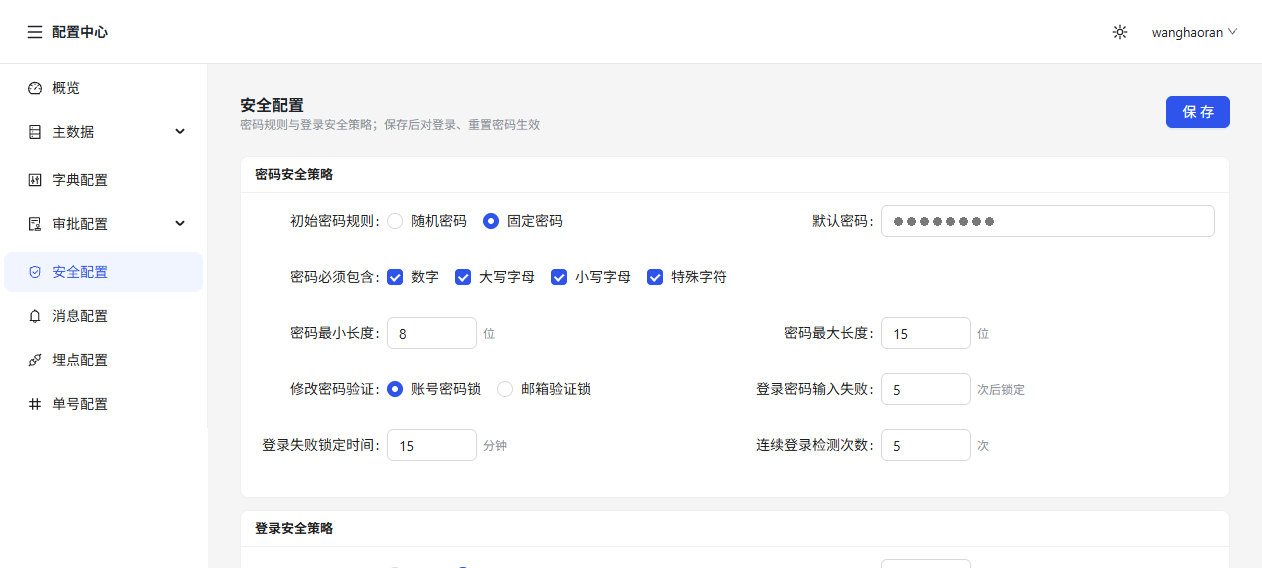 配置中心
wanghaoran
概览
主数据
字典配置
审批配置
安全配置
消息配置
埋点配置
单号配置
安全配置
密码规则与登录安全策略；保存后对登录、重置密码生效
保存
密码安全策略
初始密码规则: 随机密码 固定密码 默认密码:
密码必须包含: 数字 大写字母 小写字母 特殊字符
密码最小长度: 8 位 密码最大长度: 15 位
修改密码验证: 账号密码锁 邮箱验证锁 登录密码输入失败: 5 次后锁定
登录失败锁定时间: 15 分钟 连续登录检测次数: 5 次
登录安全策略